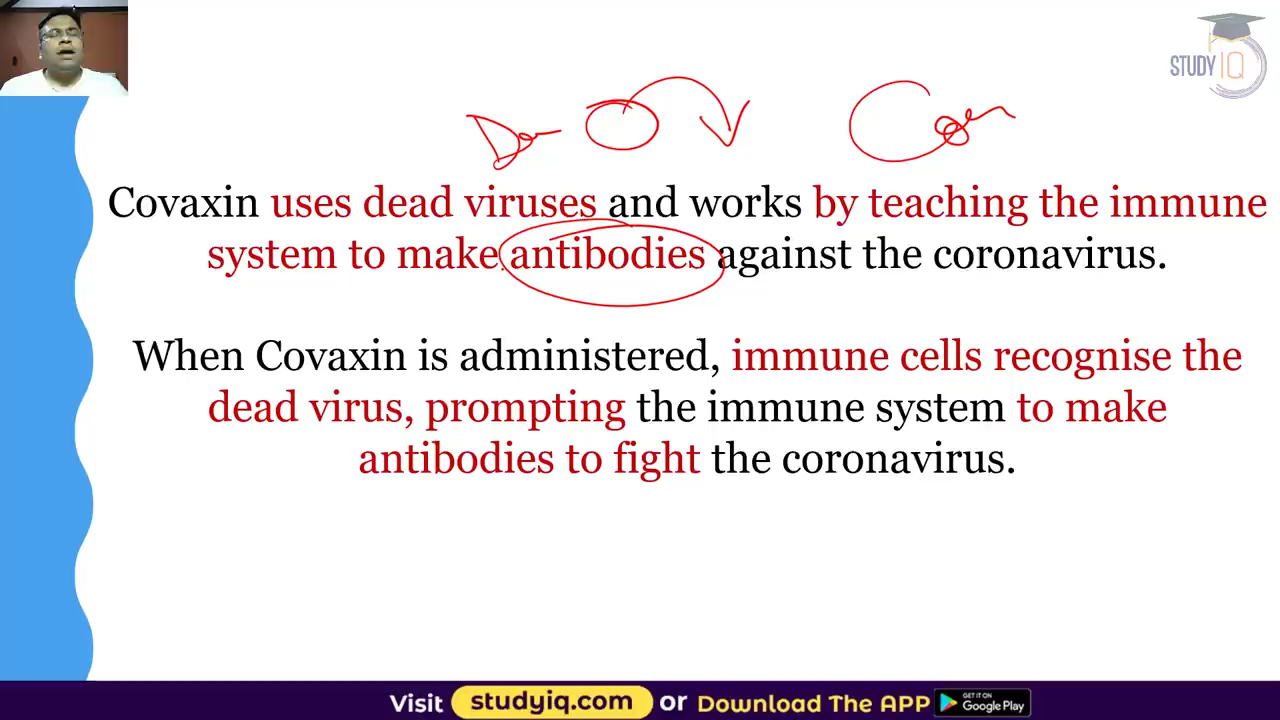 STUDY IQ
Covaxin uses dead viruses and works by teaching the immune
system to make antibodies against the coronavirus.
When Covaxin is administered, immune cells recognise the
dead virus, prompting the immune system to make
antibodies to fight the coronavirus.
Visit studyiq.com or Download The APP GET IT ON
Google Play